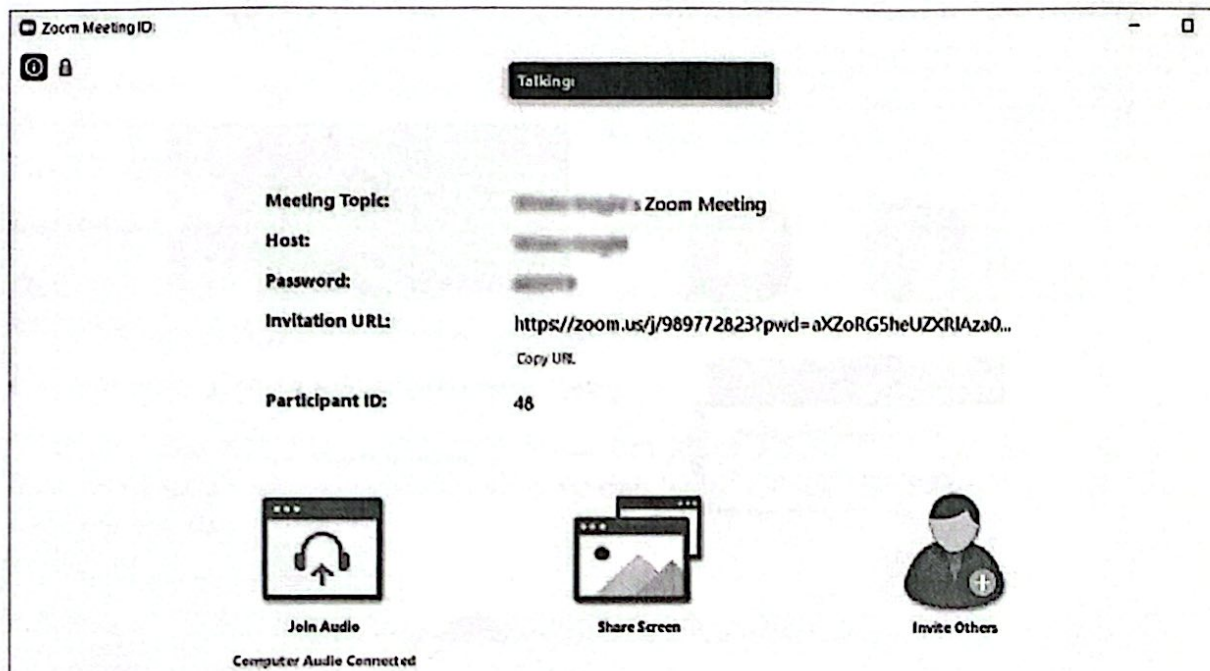 Zoom Meeting ID:
Talking:
Meeting Topic: s Zoom Meeting
Host:
Password:
Invitation URL: https://zoom.us/j/989772823?pwd=aXZoRG5heUZXRlAza0...
Copy URL
Participant ID: 48
Join Audio Share Screen Invite Others
Computer Audio Connected